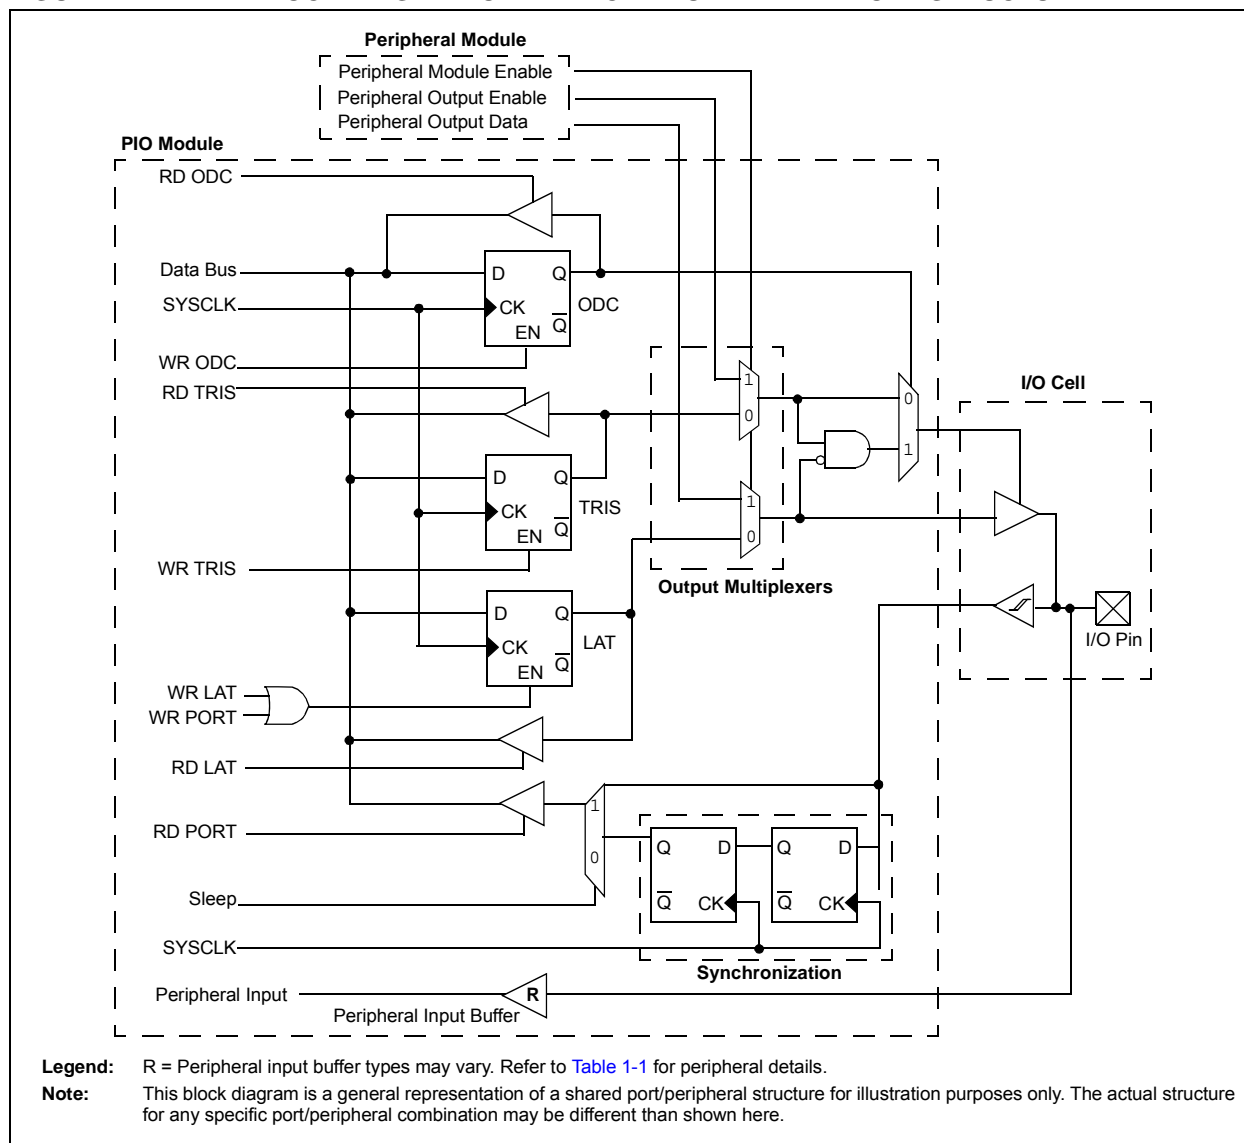 Peripheral Module
Peripheral Module Enable
Peripheral Output Enable
Peripheral Output Data
PIO Module
RD ODC
Data Bus
D Q
SYSCLK
CK
ODC
EN Q
WR ODC
RD TRIS
1
0
I/O Cell
0
1
D Q
TRIS
CK
EN Q
1
0
WR TRIS
Output Multiplexers
D Q
LAT
CK
EN Q
I/O Pin
WR LAT
WR PORT
RD LAT
1
RD PORT
0
Q D Q D
Q CK Q CK
Sleep
SYSCLK
Synchronization
Peripheral Input
R
Peripheral Input Buffer
Legend: R = Peripheral input buffer types may vary. Refer to Table 1-1 for peripheral details.
Note: This block diagram is a general representation of a shared port/peripheral structure for illustration purposes only. The actual structure
for any specific port/peripheral combination may be different than shown here.